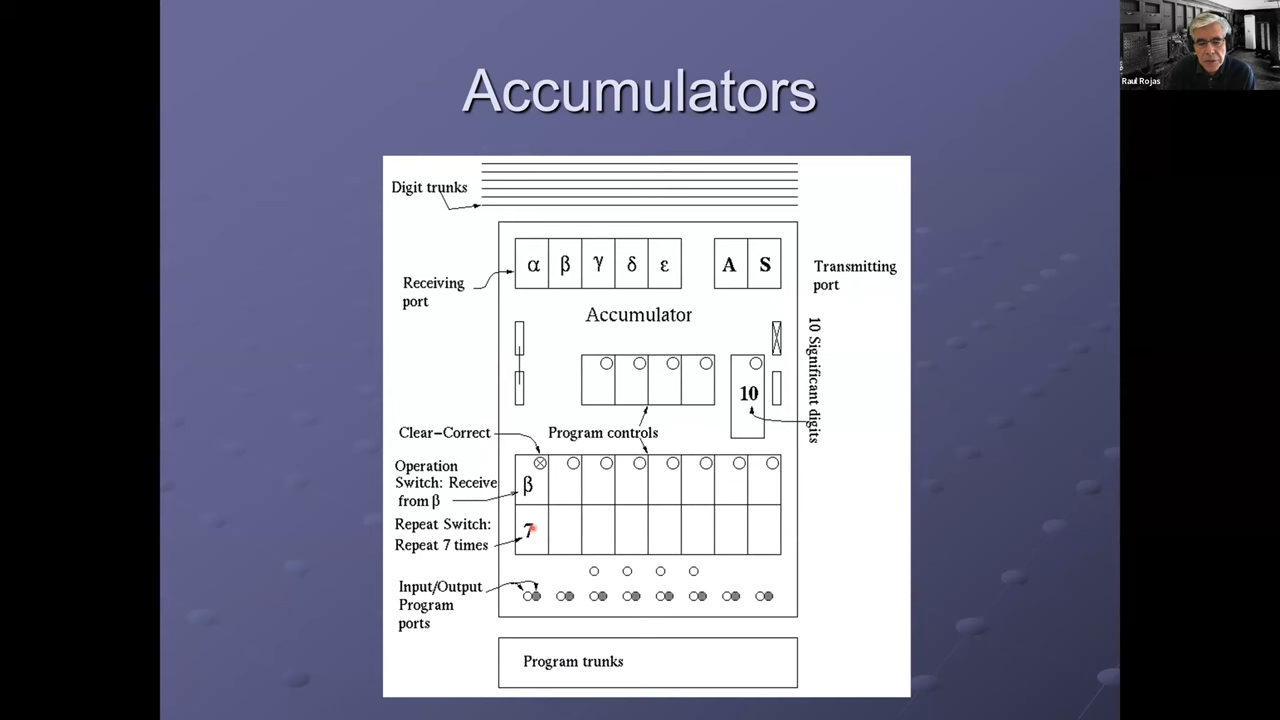 Accumulators
Raul Rojas
Digit trunks
α β γ δ ε A S
Receiving
port
Transmitting
port
Accumulator
10 Significant digits
10
Clear-Correct
Program controls
Operation
Switch: Receive
from β
β
Repeat Switch:
Repeat 7 times
7
Input/Output
Program
ports
Program trunks